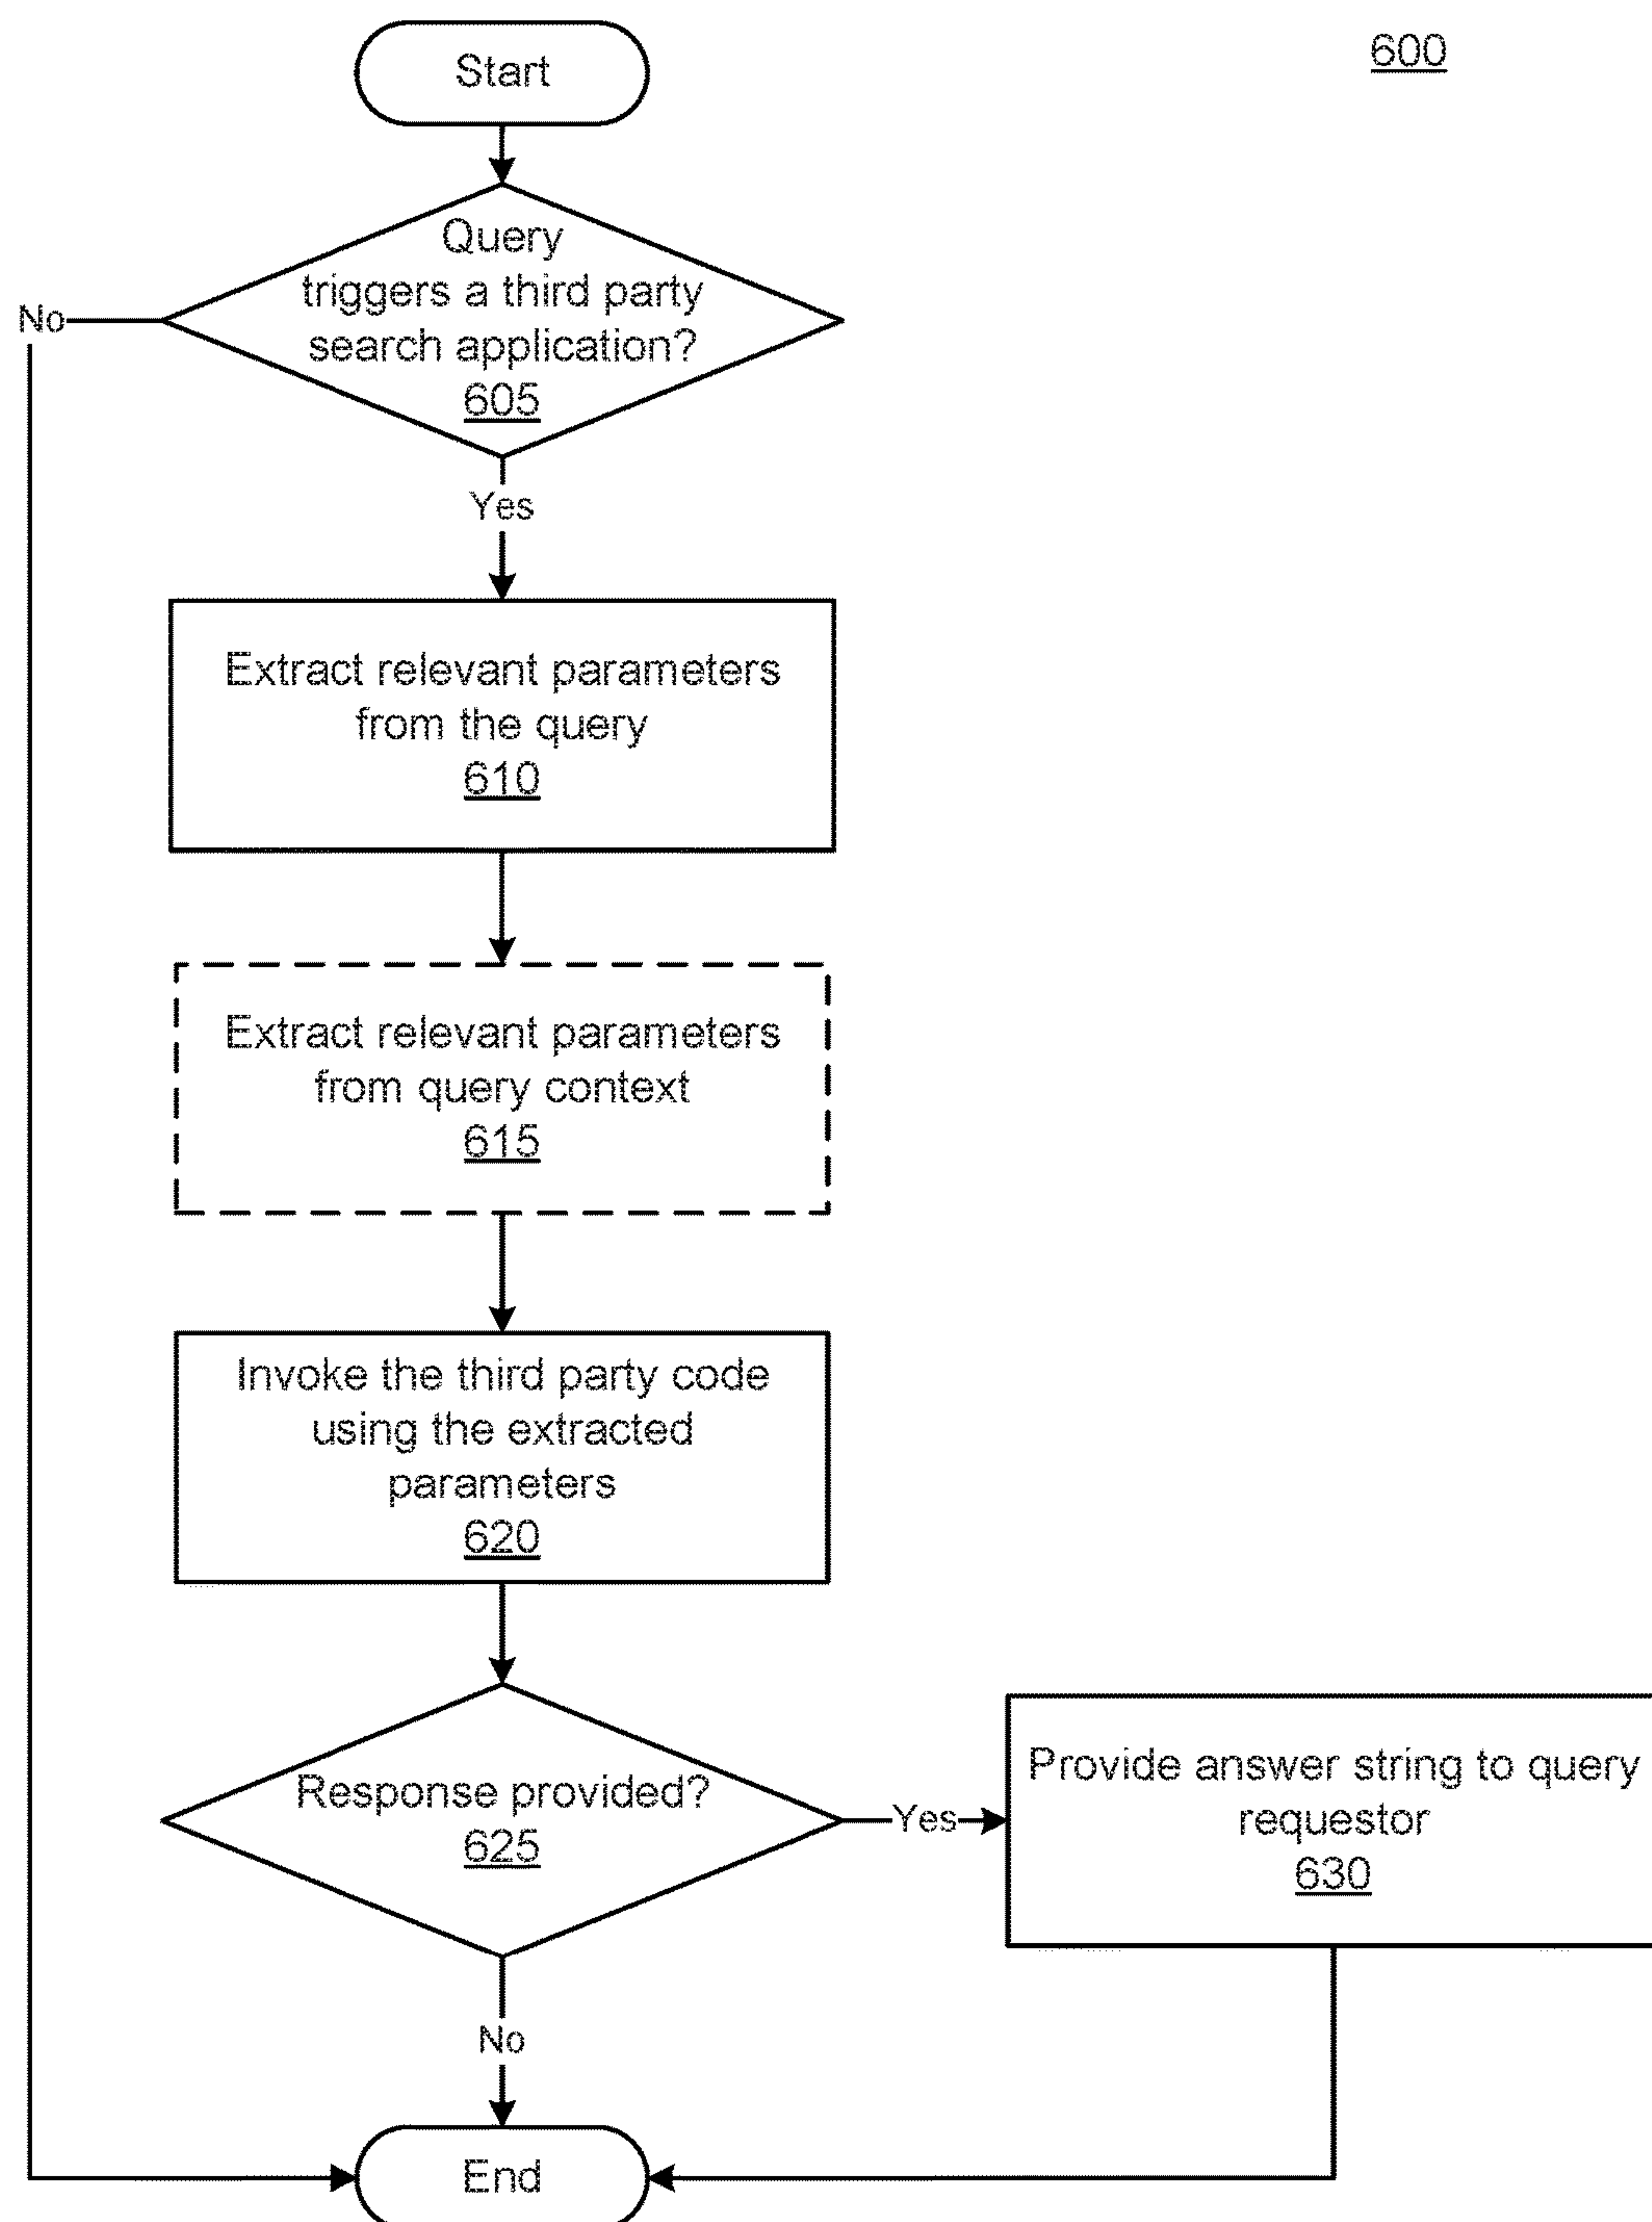 600
Start
Query
triggers a third party
search application?
605
No
Yes
Extract relevant parameters
from the query
610
Extract relevant parameters
from query context
615
Invoke the third party code
using the extracted
parameters
620
Response provided?
625
Yes
Provide answer string to query
requestor
630
No
End